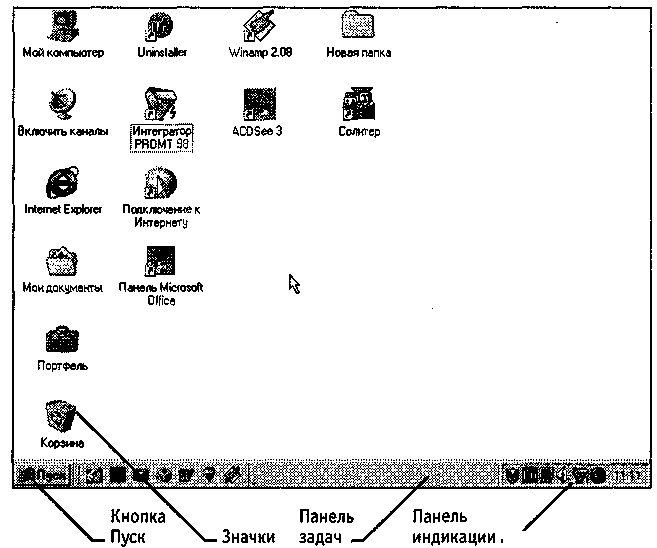 Мой компьютер Uninstaller Winamp 2.08 Новая папка
Включить каналы Интегратор PROMT 98 ACDSee 3 Солитер
Internet Explorer Подключение к Интернету
Мои документы Панель Microsoft Office
Портфель
Корзина
Пуск
Кнопка Пуск
Значки
Панель задач
Панель индикации